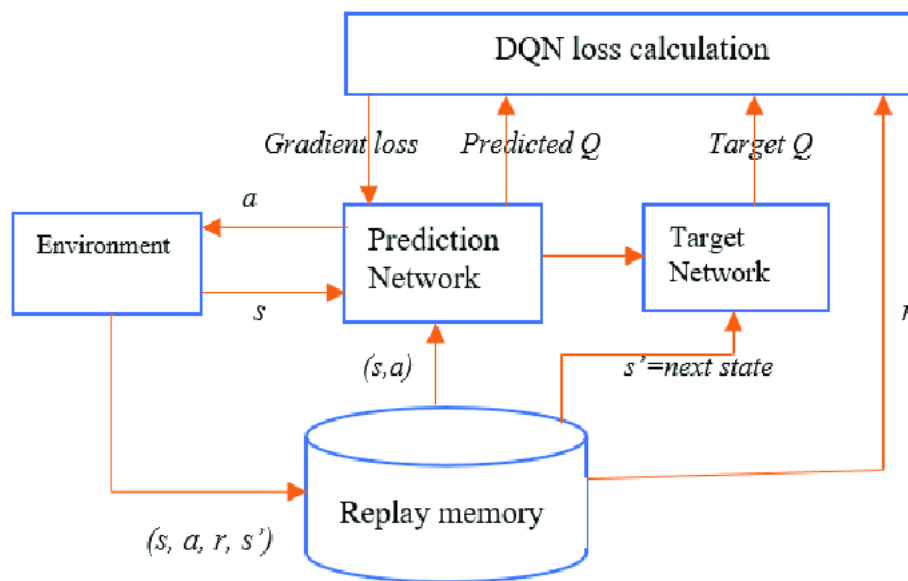 DQN loss calculation
Gradient loss
Predicted Q
Target Q
a
Environment
Prediction
Network
Target
Network
s
r
(s,a)
s’=next state
Replay memory
(s, a, r, s’)